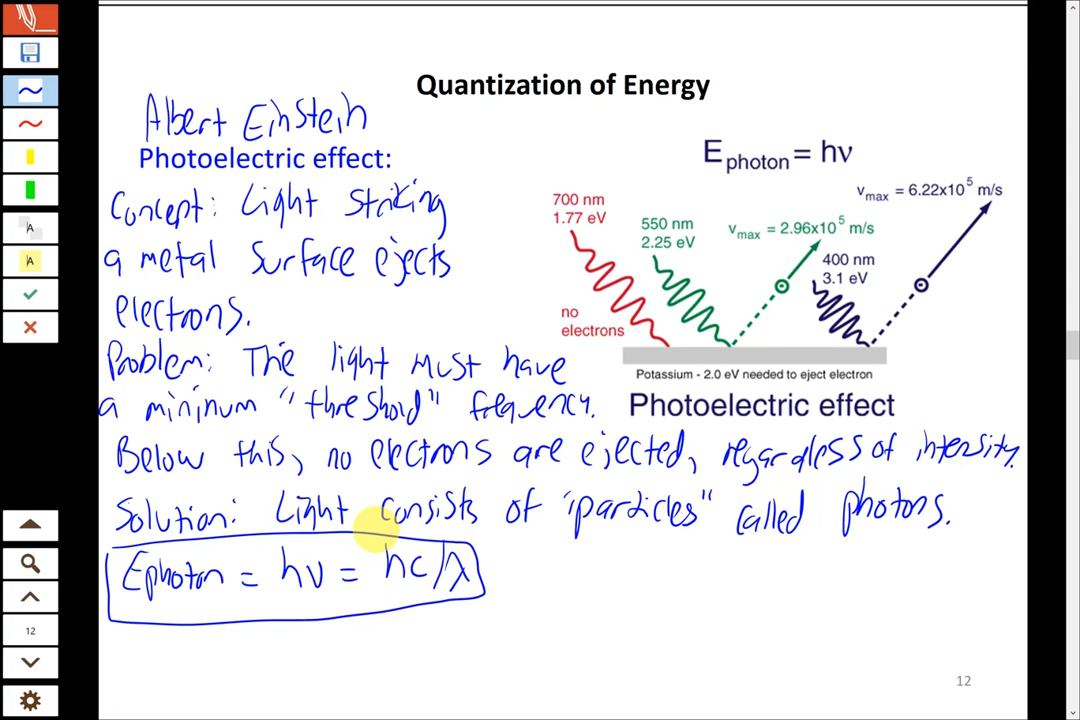 Quantization of Energy
Albert Einstein
Photoelectric effect:
Concept: Light striking
a metal surface ejects
electrons.
Problem: The light must have
a mininum "threshold" frequency.
Below this, no electrons are ejected, regardless of intensity.
Solution: Light consists of "particles" called photons.
Ephoton = hν = hc/λ
E photon = hν
700 nm
1.77 eV
no
electrons
550 nm
2.25 eV
vmax = 2.96x10^5 m/s
400 nm
3.1 eV
vmax = 6.22x10^5 m/s
Potassium - 2.0 eV needed to eject electron
Photoelectric effect
A
A
12
12